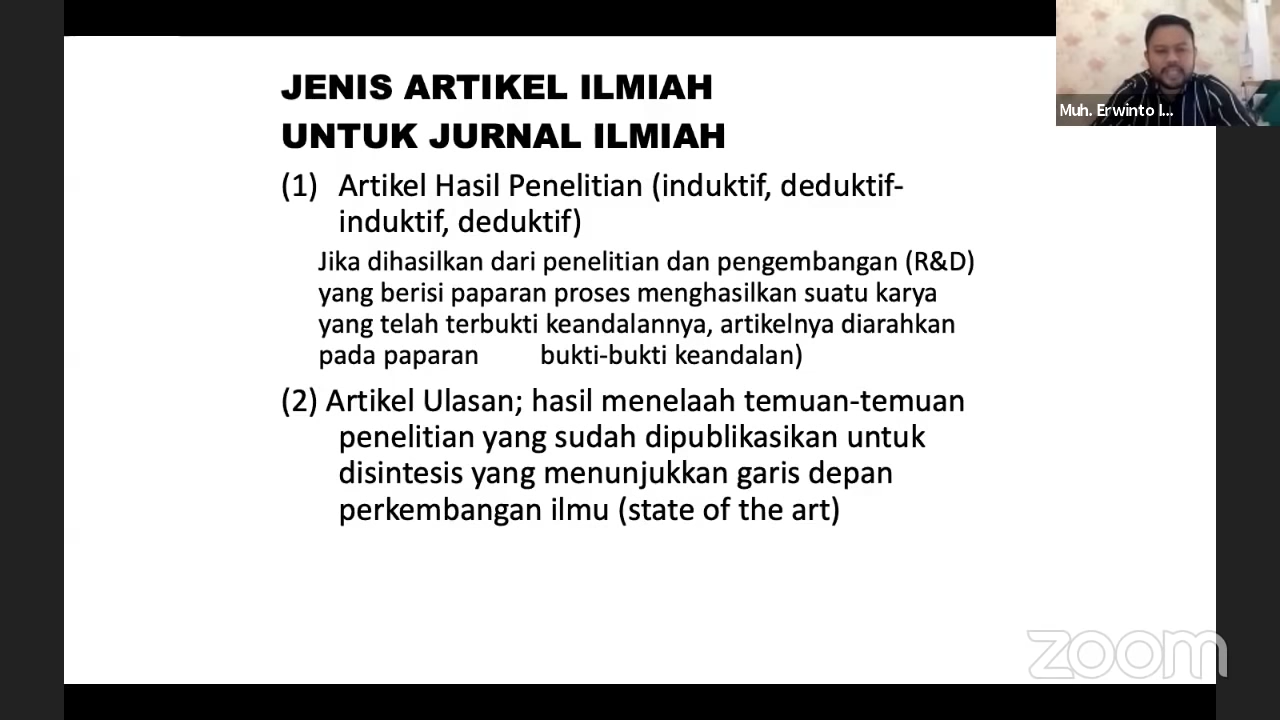 JENIS ARTIKEL ILMIAH
UNTUK JURNAL ILMIAH
(1) Artikel Hasil Penelitian (induktif, deduktif-
induktif, deduktif)
Jika dihasilkan dari penelitian dan pengembangan (R&D)
yang berisi paparan proses menghasilkan suatu karya
yang telah terbukti keandalannya, artikelnya diarahkan
pada paparan bukti-bukti keandalan)
(2) Artikel Ulasan; hasil menelaah temuan-temuan
penelitian yang sudah dipublikasikan untuk
disintesis yang menunjukkan garis depan
perkembangan ilmu (state of the art)
Muh. Erwinto I...
zoom